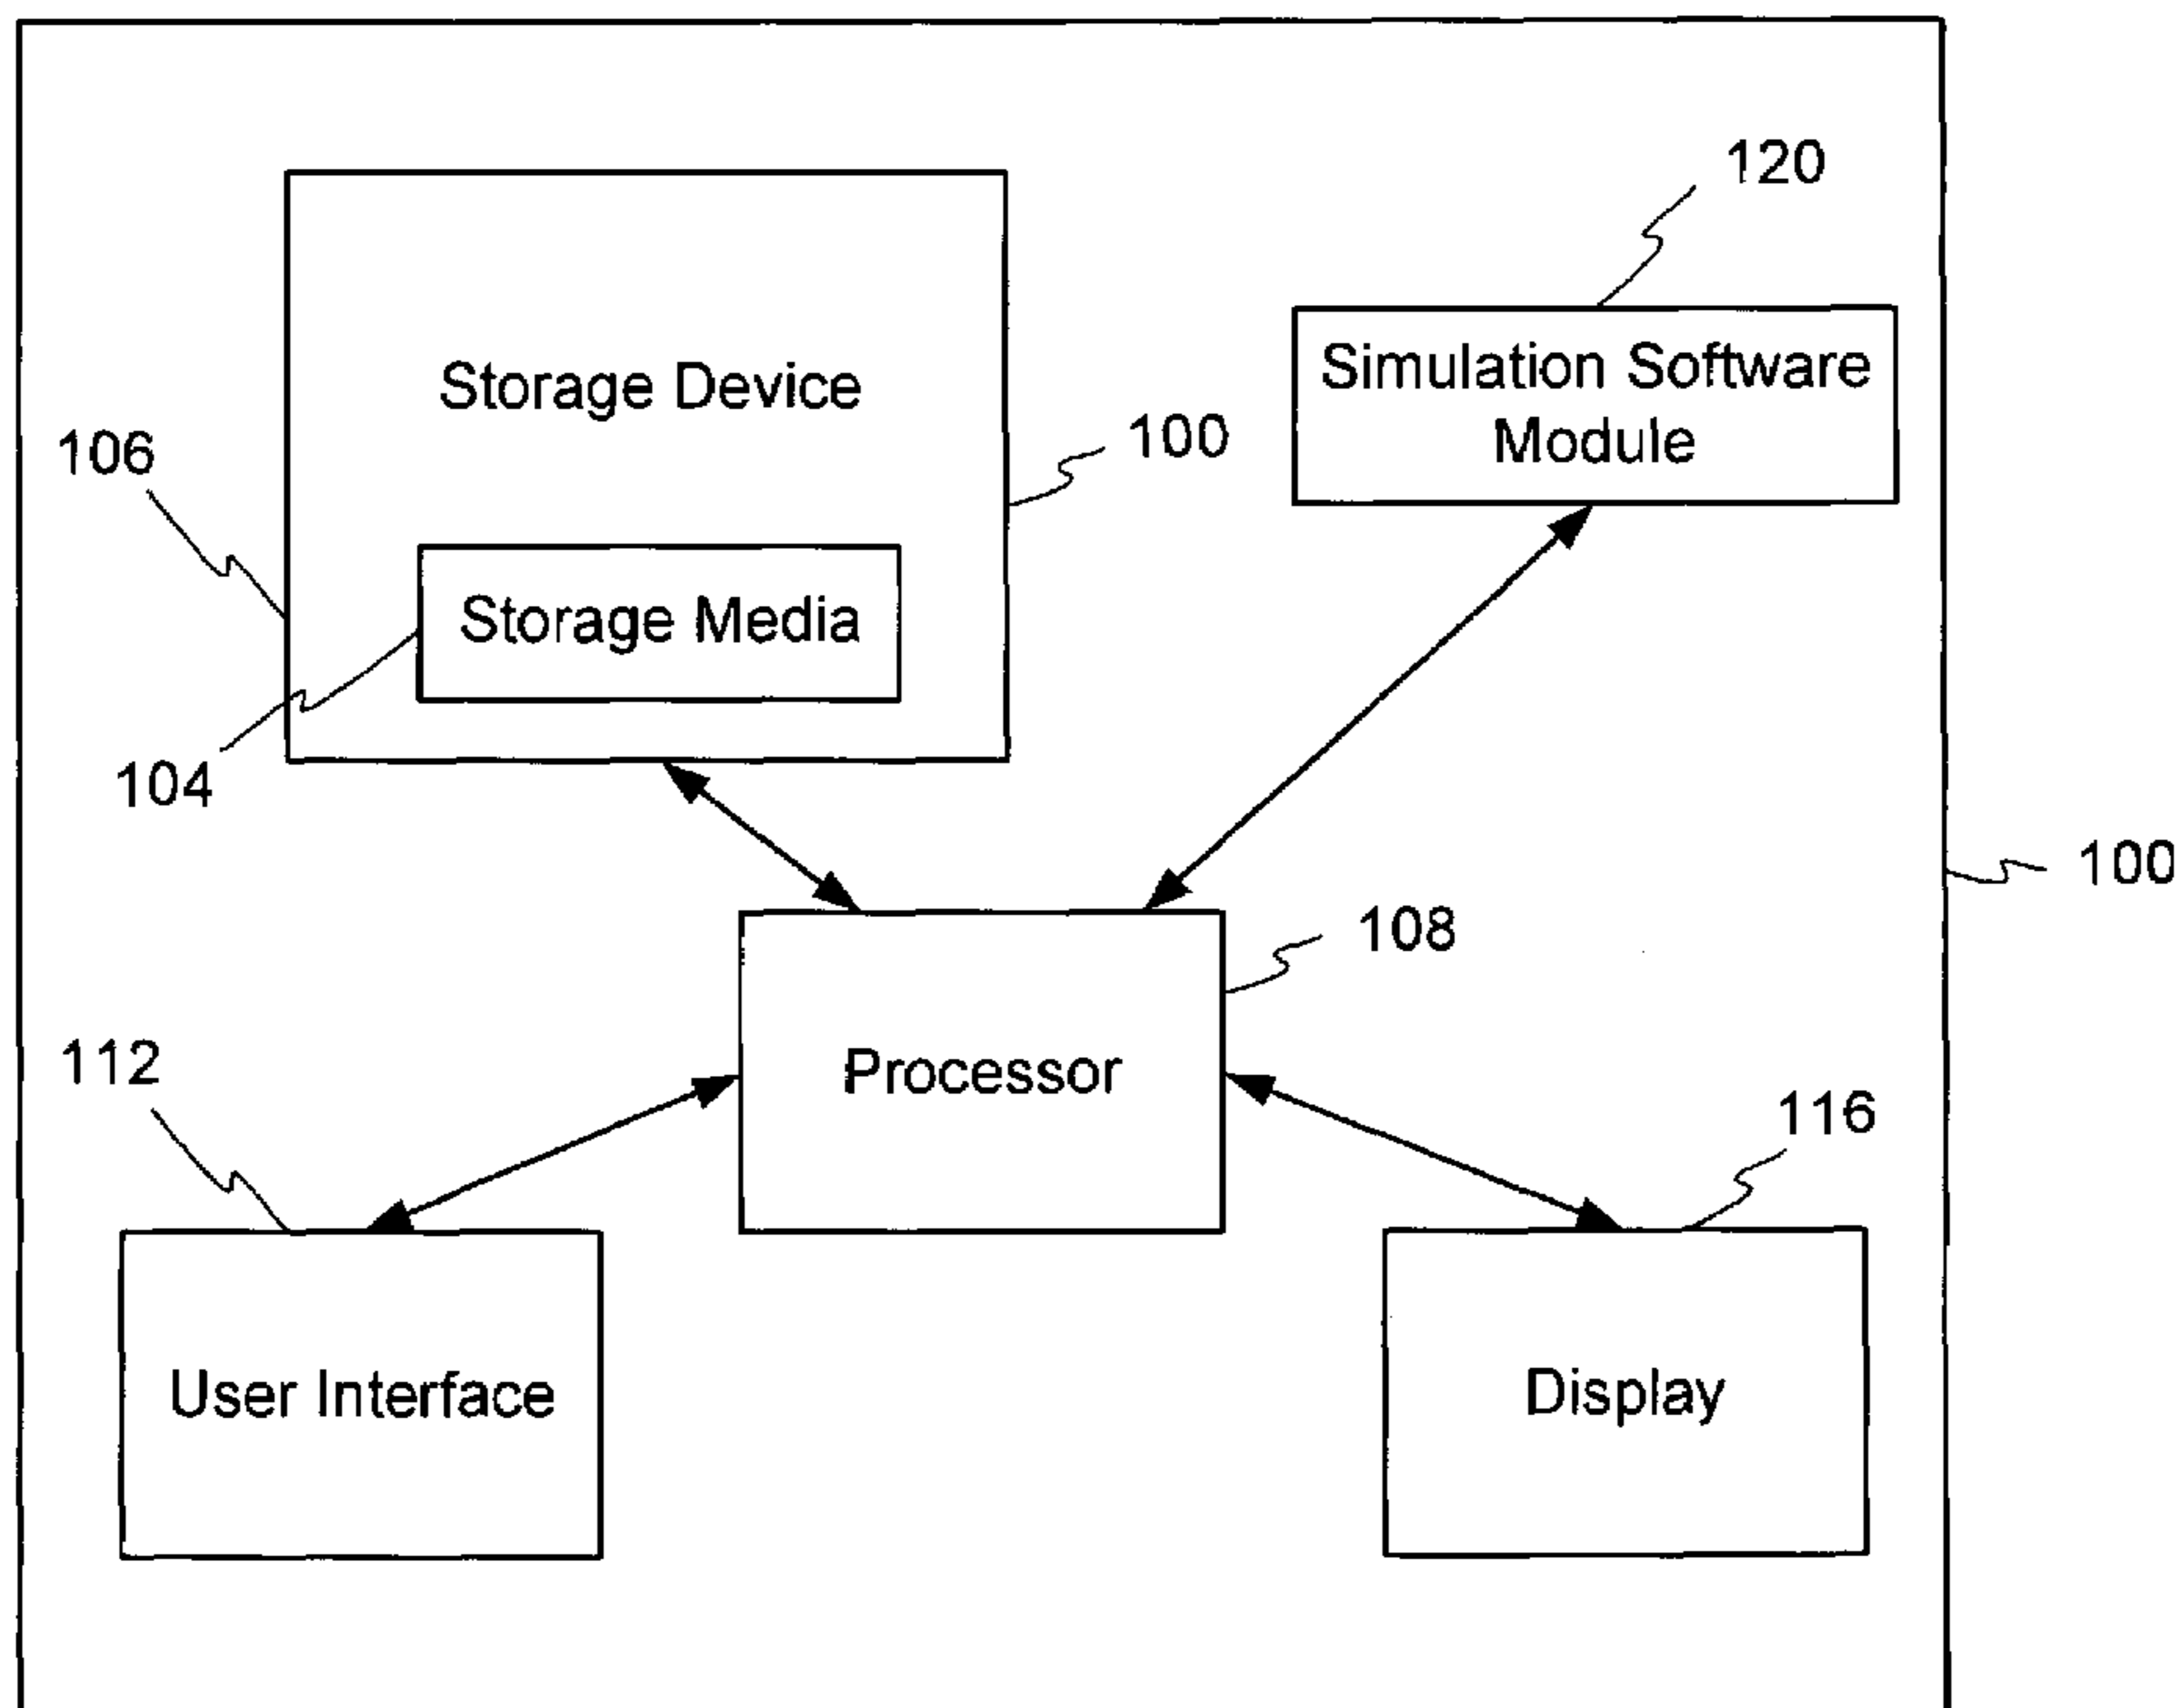 120
Storage Device
Simulation Software
Module
106
100
Storage Media
104
100
108
Processor
112
116
User Interface
Display